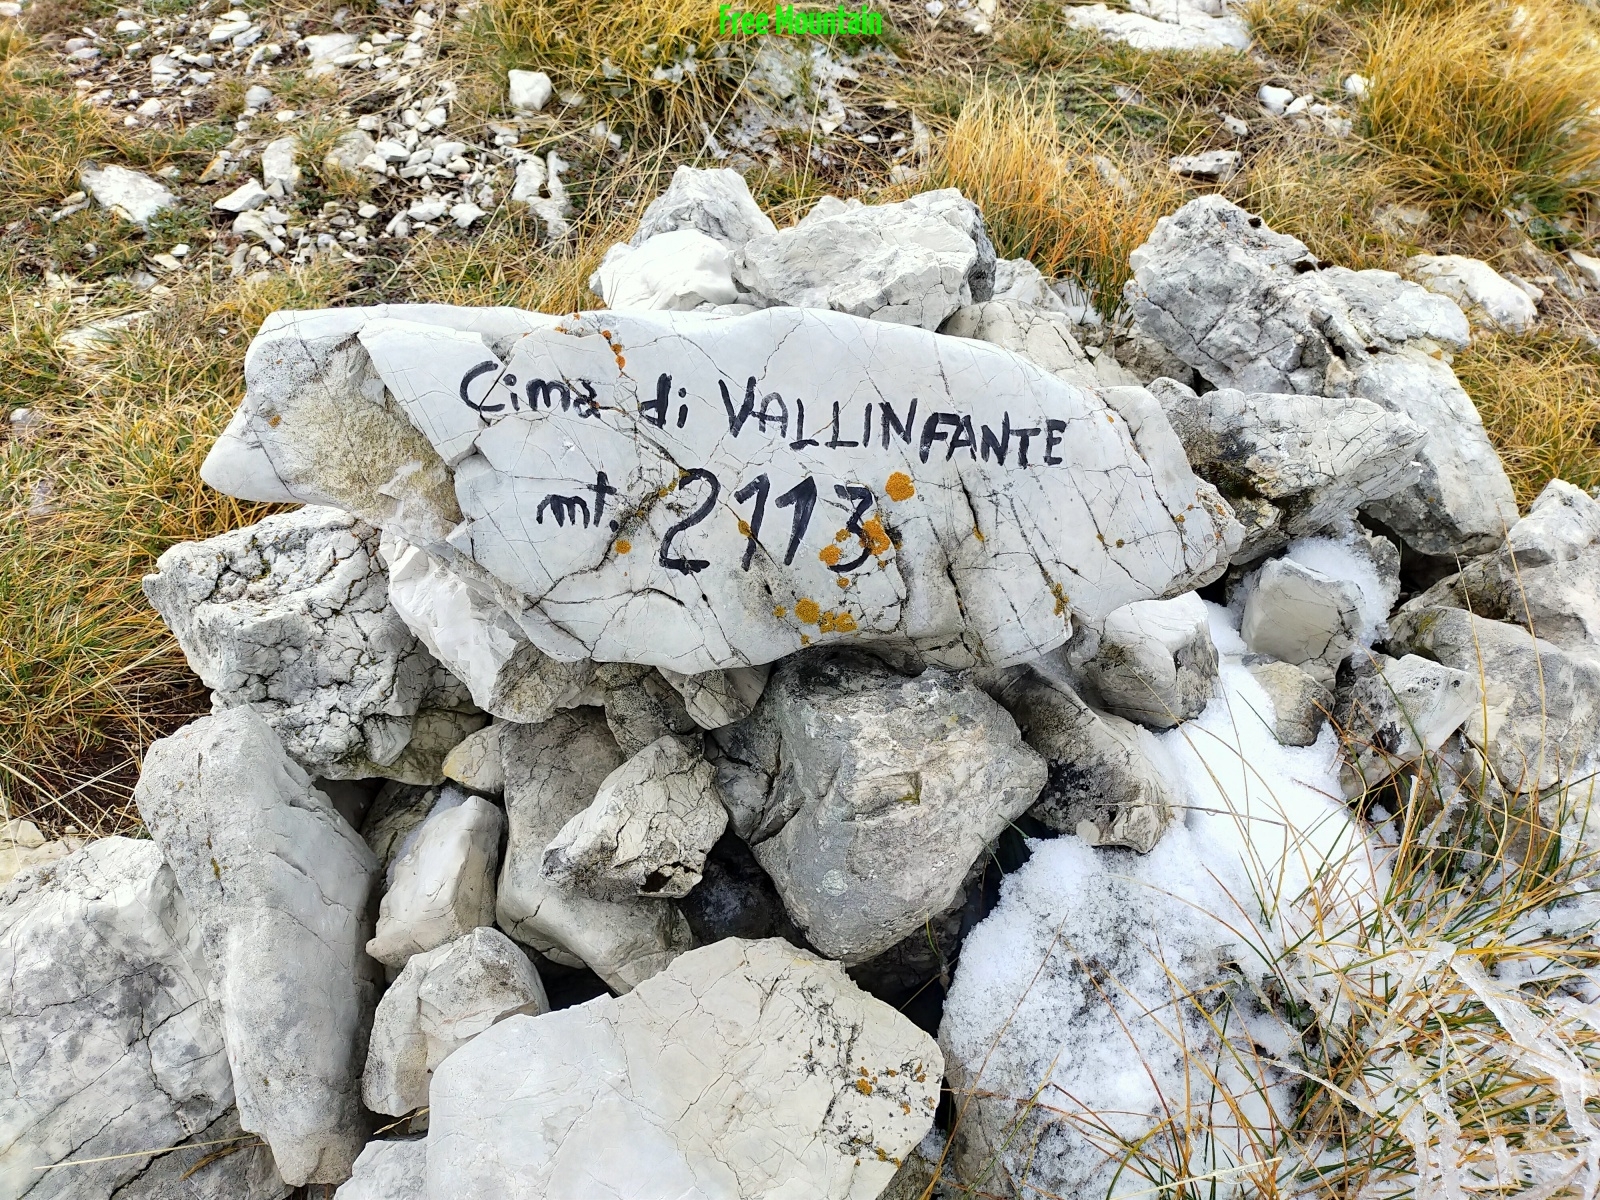 Free Mountain
Cima di VALLINFANTE
mt. 2113